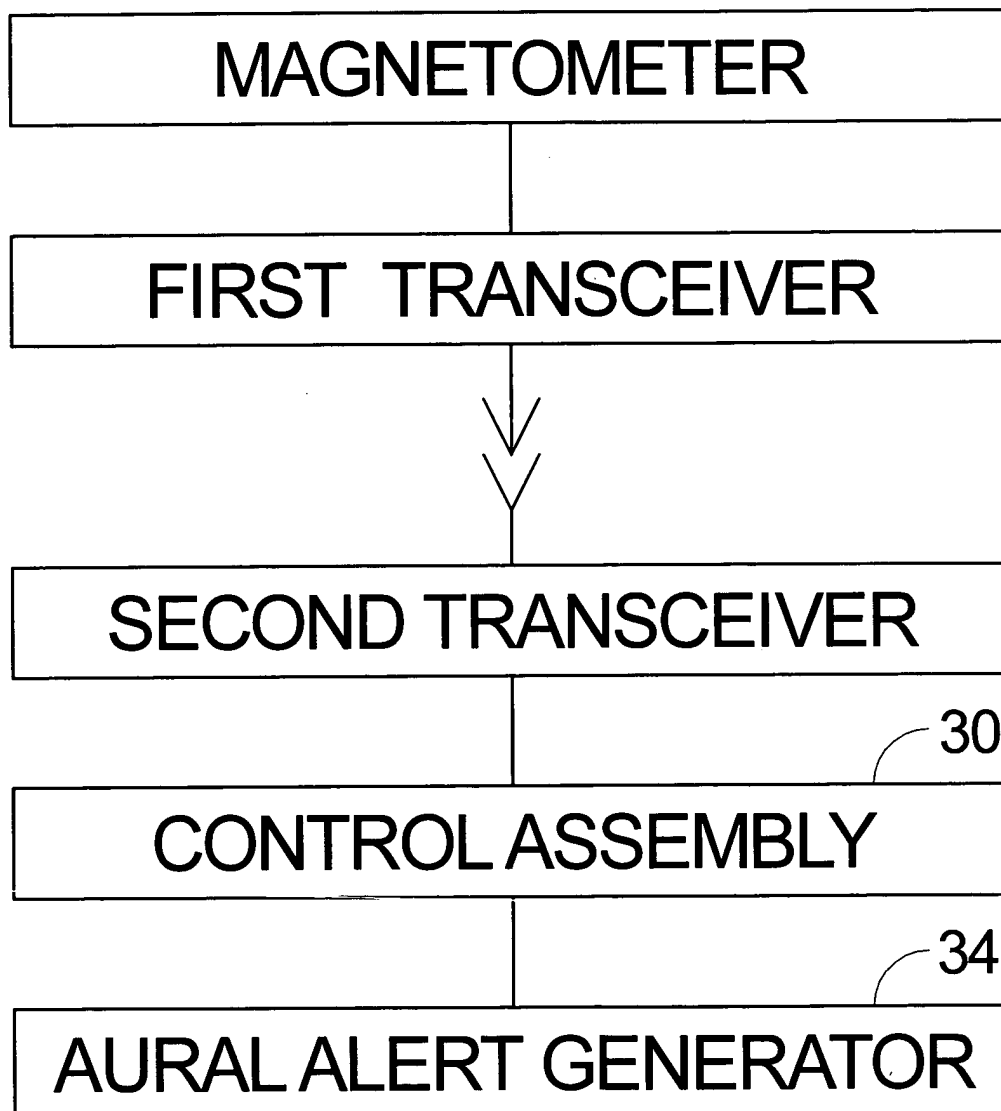 MAGNETOMETER
FIRST TRANSCEIVER
SECOND TRANSCEIVER
30
CONTROL ASSEMBLY
34
AURAL ALERT GENERATOR